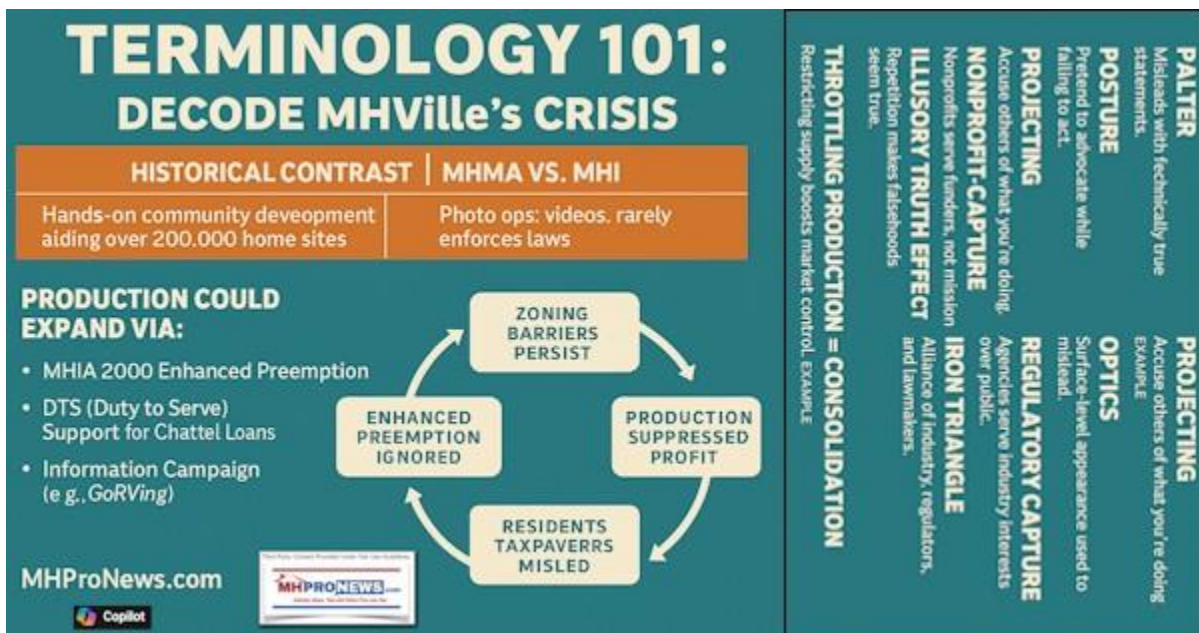 TERMINOLOGY 101:
DECODE MHVille's CRISIS
HISTORICAL CONTRAST | MHMA VS. MHI
Hands-on community deveopment
aiding over 200.000 home sites
Photo ops: videos. rarely
enforces laws
PRODUCTION COULD
EXPAND VIA:
• MHIA 2000 Enhanced Preemption
• DTS (Duty to Serve)
Support for Chattel Loans
• Information Campaign
(e g., GoRVing)
ZONING
BARRIERS
PERSIST
PRODUCTION
SUPPRESSED
PROFIT
RESIDENTS
TAXPAVERRS
MISLED
ENHANCED
PREEMPTION
IGNORED
MHProNews.com
Copilot
MHPRONEWS.com
PALTER
Misleads with technically true
statements.
POSTURE
Pretend to advocate while
falling to act.
PROJECTING
Accuse others of what you're doing.
NONPROFIT-CAPTURE
Nonprofits serve funders, not mission
ILLUSORY TRUTH EFFECT
Repetition makes falsehoods
seem true.
THROTTLING PRODUCTION = CONSOLIDATION
Restricting supply boosts market control. EXAMPLE
PROJECTING
Accuse others of what you're doing
EXAMPLE
OPTICS
Surface-level appearance used to
mislead.
REGULATORY CAPTURE
Agencies serve industry interests
over public.
IRON TRIANGLE
Alliance of industry, regulators,
and lawmakers.